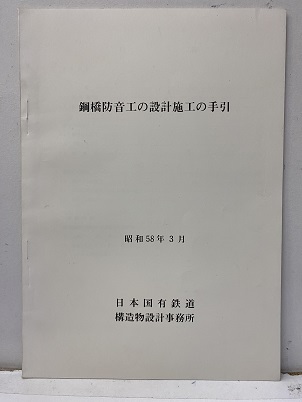 鋼橋防音工の設計施工の手引
昭和58年3月
日本国有鉄道
構造物設計事務所